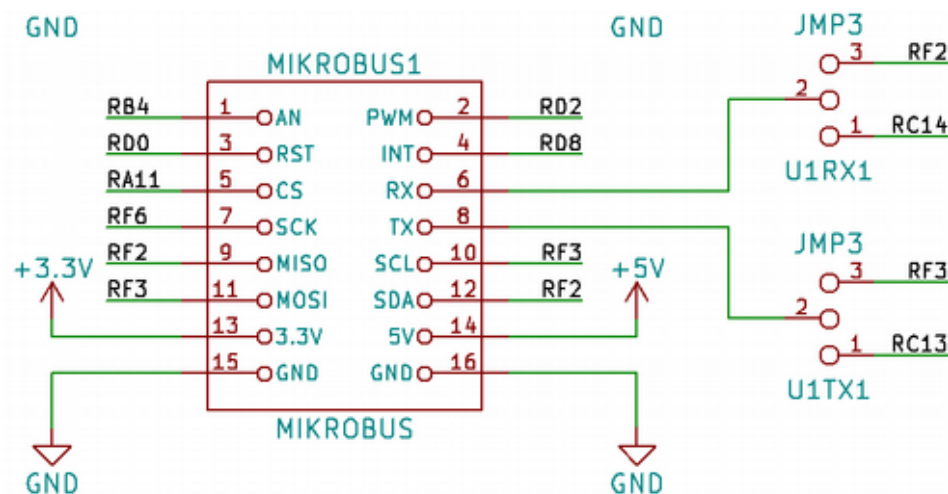 GND GND JMP3
3 RF2
MIKROBUS1
2
RB4 1 AN PWM 2 RD2
1 RC14
RD0 3 RST INT 4 RD8
U1RX1
RA11 5 CS RX 6
RF6 7 SCK TX 8
JMP3
RF2 9 MISO SCL 10 RF3
+3.3V +5V
3 RF3
RF3 11 MOSI SDA 12 RF2
2
13 3.3V 5V 14
1 RC13
15 GND GND 16
U1TX1
MIKROBUS
GND GND